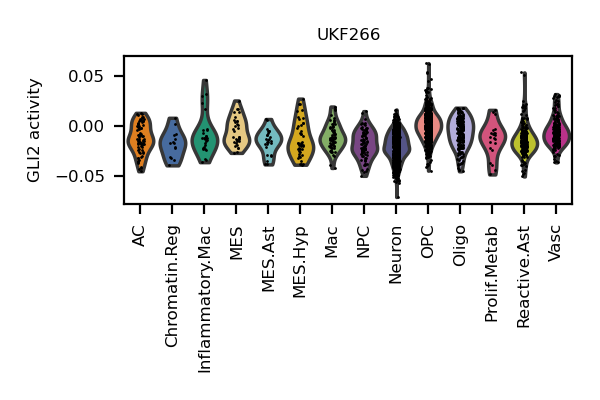 UKF266
GLI2 activity
0.05
0.00
−0.05
AC
Chromatin.Reg
Inflammatory.Mac
MES
MES.Ast
MES.Hyp
Mac
NPC
Neuron
OPC
Oligo
Prolif.Metab
Reactive.Ast
Vasc